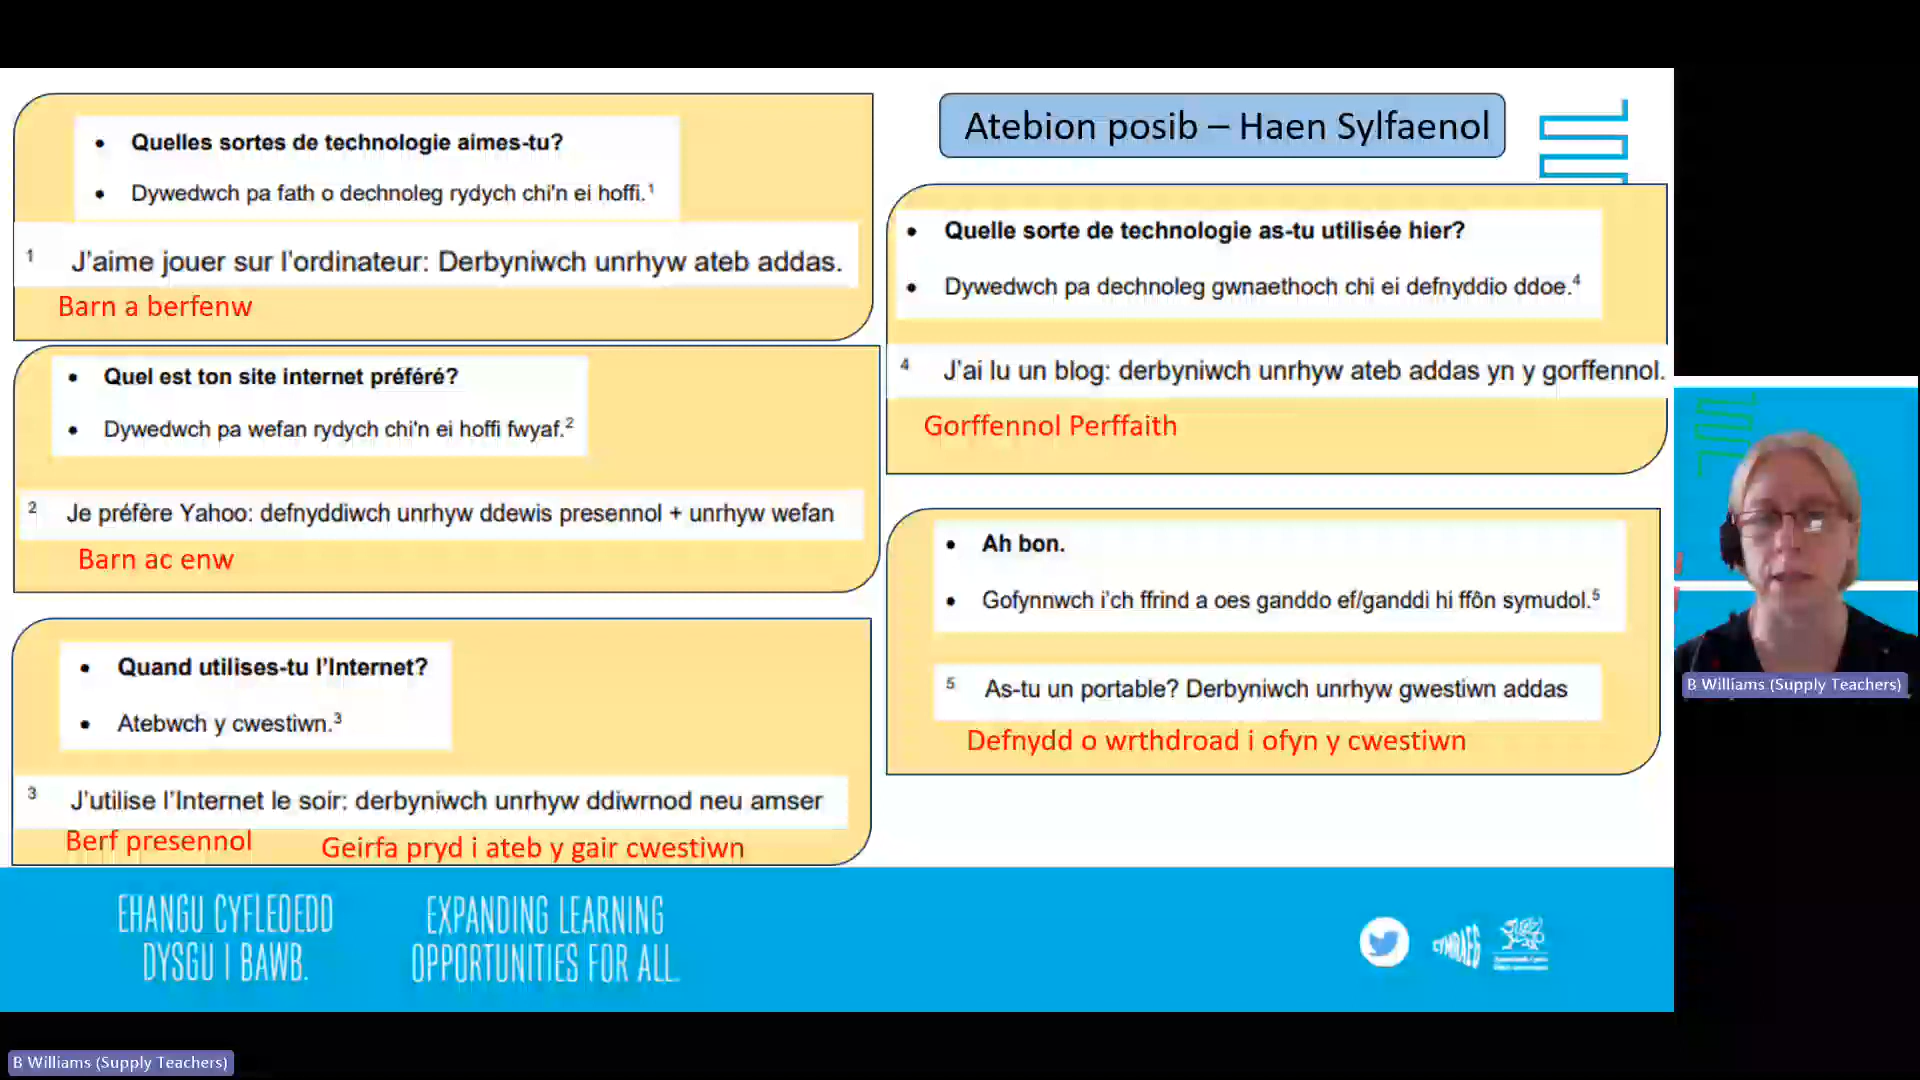 Atebion posib – Haen Sylfaenol
• Quelles sortes de technologie aimes-tu?
• Dywedwch pa fath o dechnoleg rydych chi'n ei hoffi.¹
¹ J'aime jouer sur l'ordinateur: Derbyniwch unrhyw ateb addas.
Barn a berfenw
• Quel est ton site internet préféré?
• Dywedwch pa wefan rydych chi'n ei hoffi fwyaf.²
² Je préfère Yahoo: defnyddiwch unrhyw ddewis presennol + unrhyw wefan
Barn ac enw
• Quand utilises-tu l'Internet?
• Atebwch y cwestiwn.³
³ J'utilise l'Internet le soir: derbyniwch unrhyw ddiwrnod neu amser
Berf presennol
Geirfa pryd i ateb y gair cwestiwn
• Quelle sorte de technologie as-tu utilisée hier?
• Dywedwch pa dechnoleg gwnaethoch chi ei defnyddio ddoe.⁴
⁴ J'ai lu un blog: derbyniwch unrhyw ateb addas yn y gorffennol.
Gorffennol Perffaith
• Ah bon.
• Gofynnwch i'ch ffrind a oes ganddo ef/ganddi hi ffôn symudol.⁵
⁵ As-tu un portable? Derbyniwch unrhyw gwestiwn addas
Defnydd o wrthdroad i ofyn y cwestiwn
EHANGU CYFLEOEDD
DYSGU I BAWB.
EXPANDING LEARNING
OPPORTUNITIES FOR ALL.
CYMRAEG
B Williams (Supply Teachers)
B Williams (Supply Teachers)